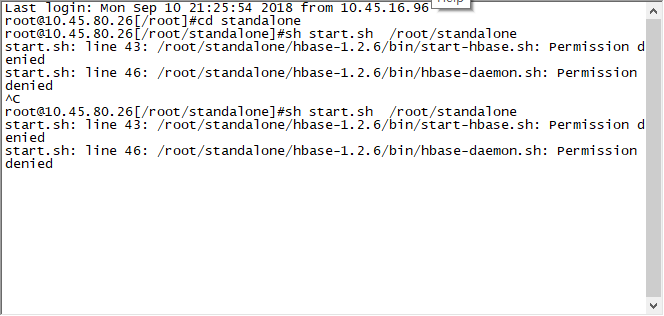 Help
Last login: Mon Sep 10 21:25:54 2018 from 10.45.16.96
root@10.45.80.26[/root]#cd standalone
root@10.45.80.26[/root/standalone]#sh start.sh  /root/standalone
start.sh: line 43: /root/standalone/hbase-1.2.6/bin/start-hbase.sh: Permission d
enied
start.sh: line 46: /root/standalone/hbase-1.2.6/bin/hbase-daemon.sh: Permission
denied
^C
root@10.45.80.26[/root/standalone]#sh start.sh  /root/standalone
start.sh: line 43: /root/standalone/hbase-1.2.6/bin/start-hbase.sh: Permission d
enied
start.sh: line 46: /root/standalone/hbase-1.2.6/bin/hbase-daemon.sh: Permission
denied